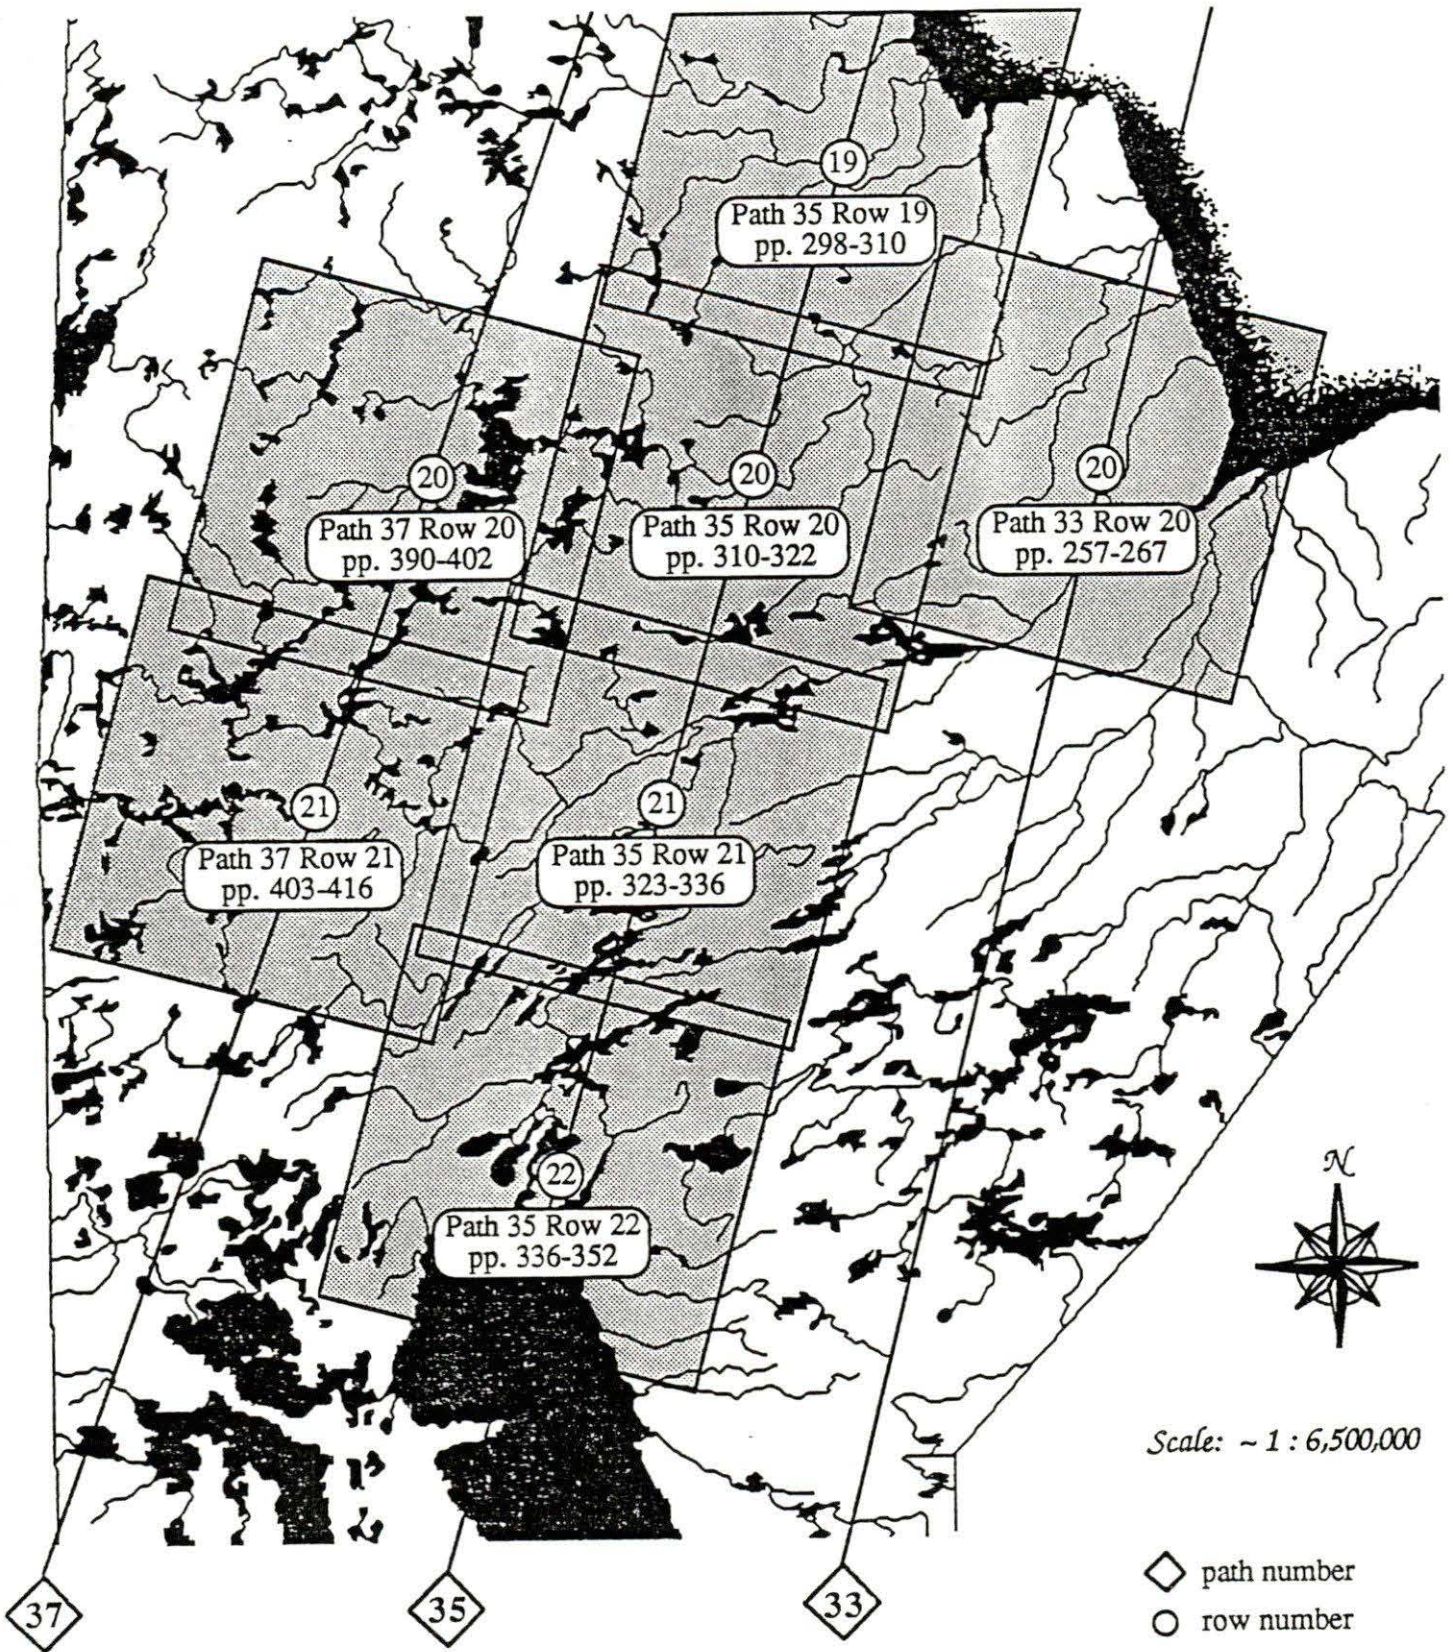 19
Path 35 Row 19
pp. 298-310
20
20
20
Path 37 Row 20
pp. 390-402
Path 35 Row 20
pp. 310-322
Path 33 Row 20
pp. 257-267
21
21
Path 37 Row 21
pp. 403-416
Path 35 Row 21
pp. 323-336
22
Path 35 Row 22
pp. 336-352
N
Scale: ~ 1 : 6,500,000
path number
row number
37
35
33